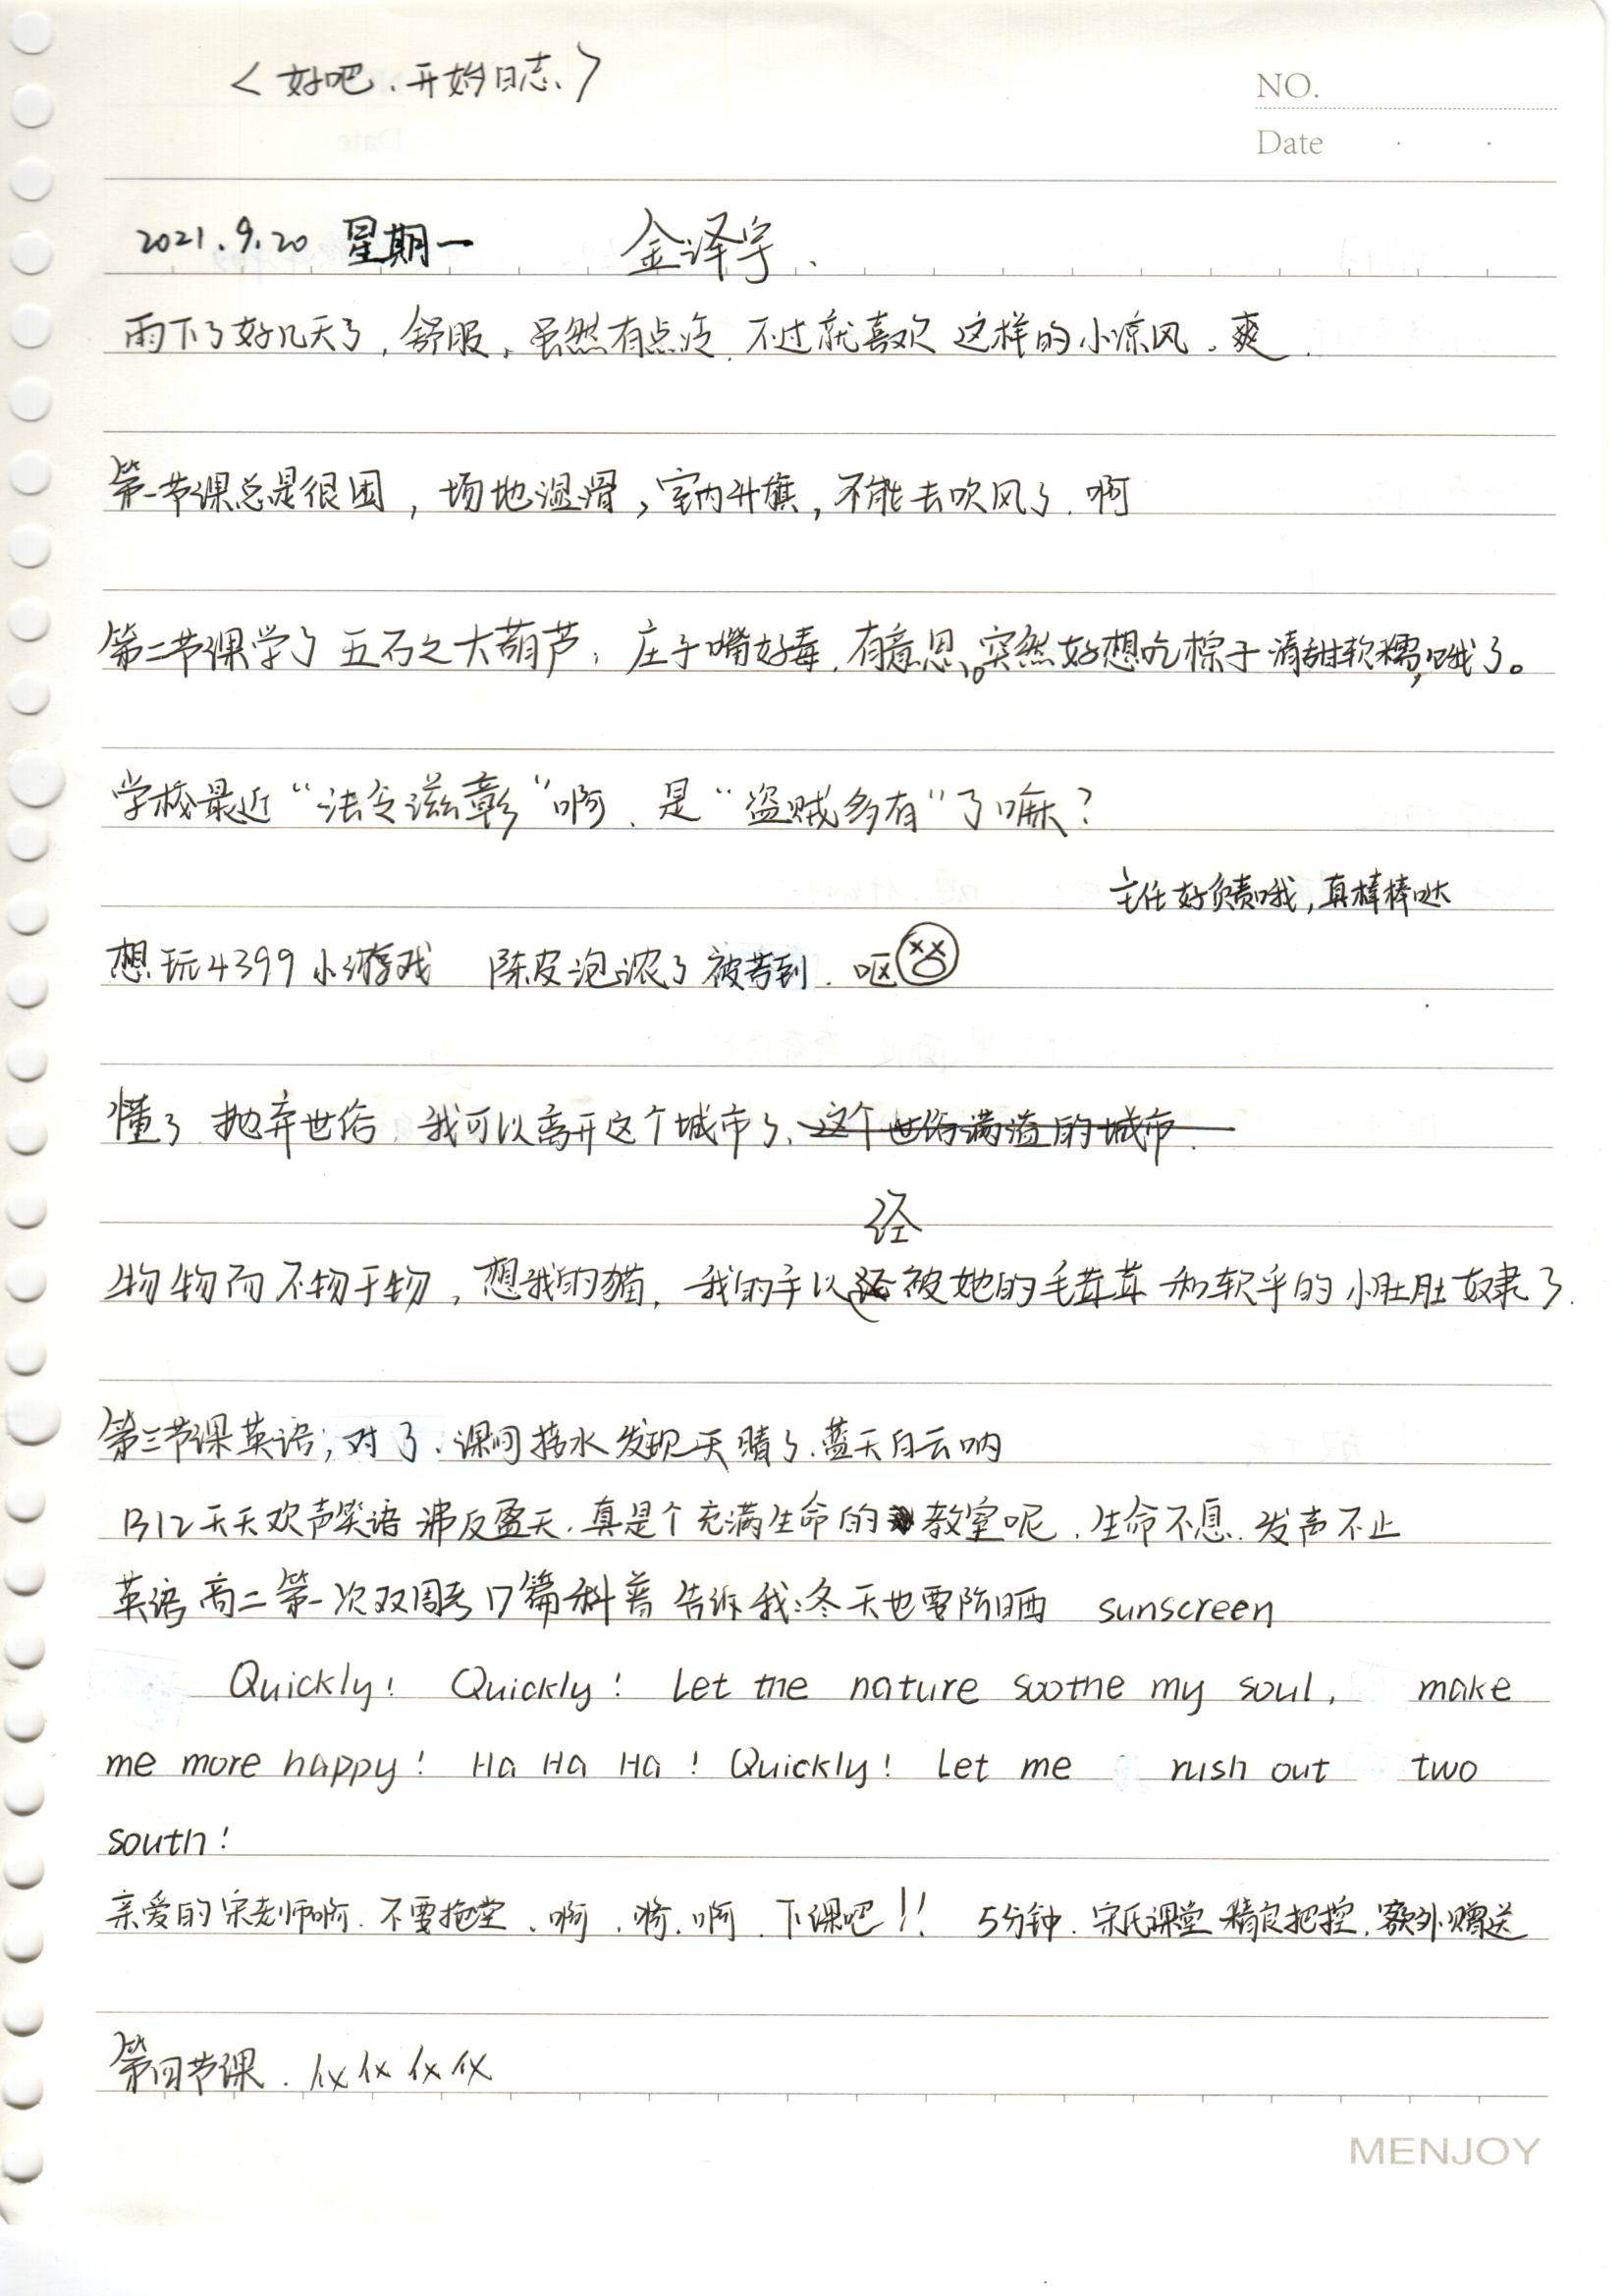 <好吧、开始日志、>
NO.
Date
2021.9.20 星期一 金泽宇、
雨下了好几天了,舒服、虽然有点冷、不过就喜欢这样的小凉风、爽、
第一节课总是很困,场地湿滑,室内升旗,不能去吹风了、啊
第二节课学了五石之大葫芦、庄子嘴好毒、有意思。突然好想吃粽子清甜软糯,饿了。
学校最近“法令滋彰”啊、是“盗贼多有”了嘛?
主任好负责哦,真棒棒哒
想玩4399小游戏 陈皮泡浓了被苦到、呕
懂了 抛弃世俗、我可以离开这个城市了、这个世俗满溢的城市、
经
物物而不物于物,想我的猫、我的手以被她的毛茸茸和软乎的小肚肚奴隶了.
第三节课英语;对了、课间接水发现天晴了、蓝天白云呐
B12天天欢声笑语沸反盈天、真是个充满生命的教室呢、生命不息、发声不止
英语高二第一次双周考D篇科普告诉我:冬天也要防晒 sunscreen
Quickly! Quickly! Let the nature soothe my soul, make
me more happy! Ha Ha Ha! Quickly! Let me rush out two
south!
亲爱的宋老师啊、不要拖堂、啊、啊、下课吧!! 5分钟、宋氏课堂精良把控、额外赠送
第四节课、仪仪仪仪
MENJOY